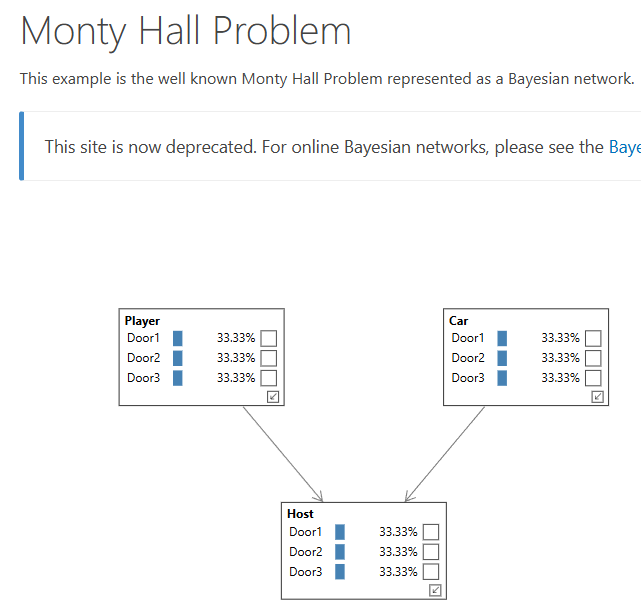 Monty Hall Problem
This example is the well known Monty Hall Problem represented as a Bayesian network.
This site is now deprecated. For online Bayesian networks, please see the Baye
Player
Door1 33.33%
Door2 33.33%
Door3 33.33%
Car
Door1 33.33%
Door2 33.33%
Door3 33.33%
Host
Door1 33.33%
Door2 33.33%
Door3 33.33%